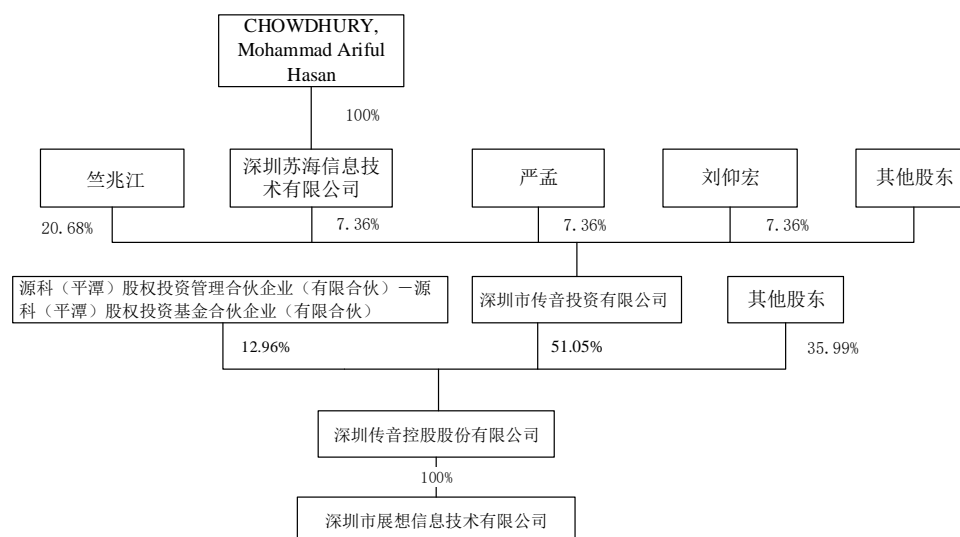 CHOWDHURY,
Mohammad Ariful
Hasan
100%
竺兆江
深圳苏海信息技
术有限公司
严孟
刘仰宏
其他股东
20.68%
7.36%
7.36%
7.36%
源科（平潭）股权投资管理合伙企业（有限合伙）－源
科（平潭）股权投资基金合伙企业（有限合伙）
深圳市传音投资有限公司
其他股东
12.96%
51.05%
35.99%
深圳传音控股股份有限公司
100%
深圳市展想信息技术有限公司